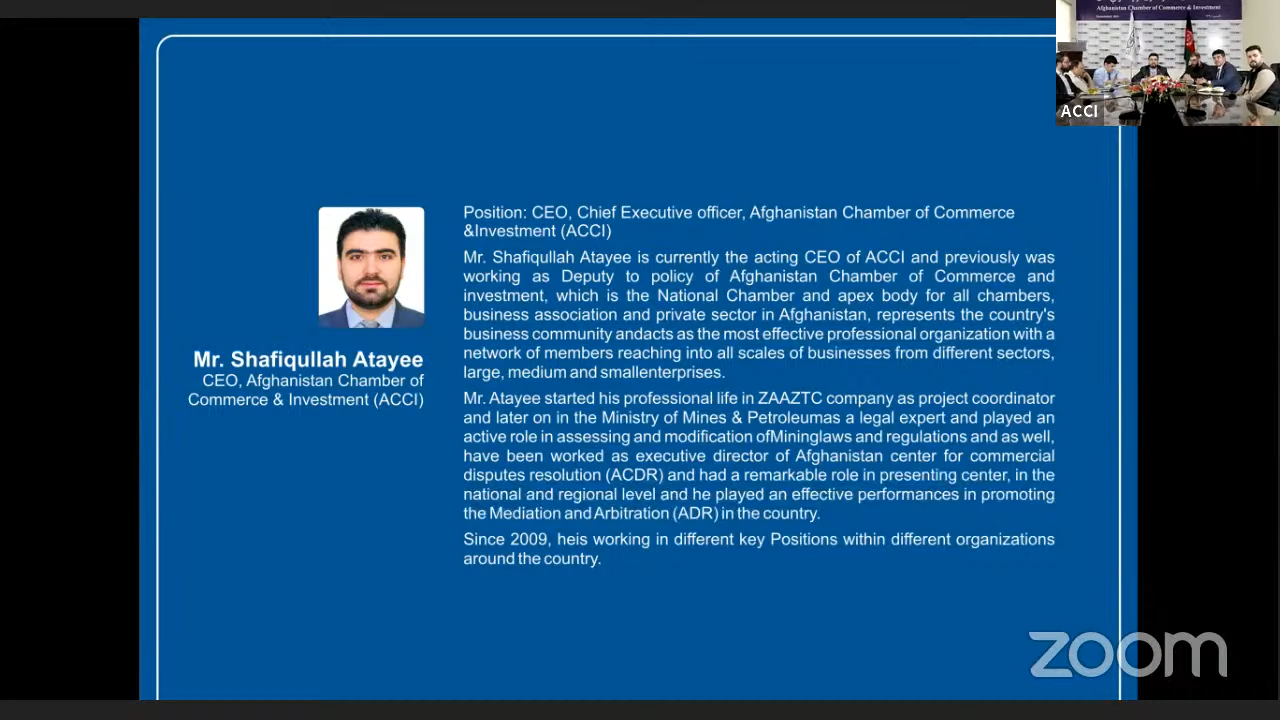 Afghanistan Chamber of Commerce & Investment
ACCI
Position: CEO, Chief Executive officer, Afghanistan Chamber of Commerce
&Investment (ACCI)
Mr. Shafiqullah Atayee is currently the acting CEO of ACCI and previously was
working as Deputy to policy of Afghanistan Chamber of Commerce and
investment, which is the National Chamber and apex body for all chambers,
business association and private sector in Afghanistan, represents the country's
business community andacts as the most effective professional organization with a
network of members reaching into all scales of businesses from different sectors,
large, medium and smallenterprises.
Mr. Atayee started his professional life in ZAAZTC company as project coordinator
and later on in the Ministry of Mines & Petroleumas a legal expert and played an
active role in assessing and modification ofMininglaws and regulations and as well,
have been worked as executive director of Afghanistan center for commercial
disputes resolution (ACDR) and had a remarkable role in presenting center, in the
national and regional level and he played an effective performances in promoting
the Mediation and Arbitration (ADR) in the country.
Since 2009, heis working in different key Positions within different organizations
around the country.
Mr. Shafiqullah Atayee
CEO, Afghanistan Chamber of
Commerce & Investment (ACCI)
zoom